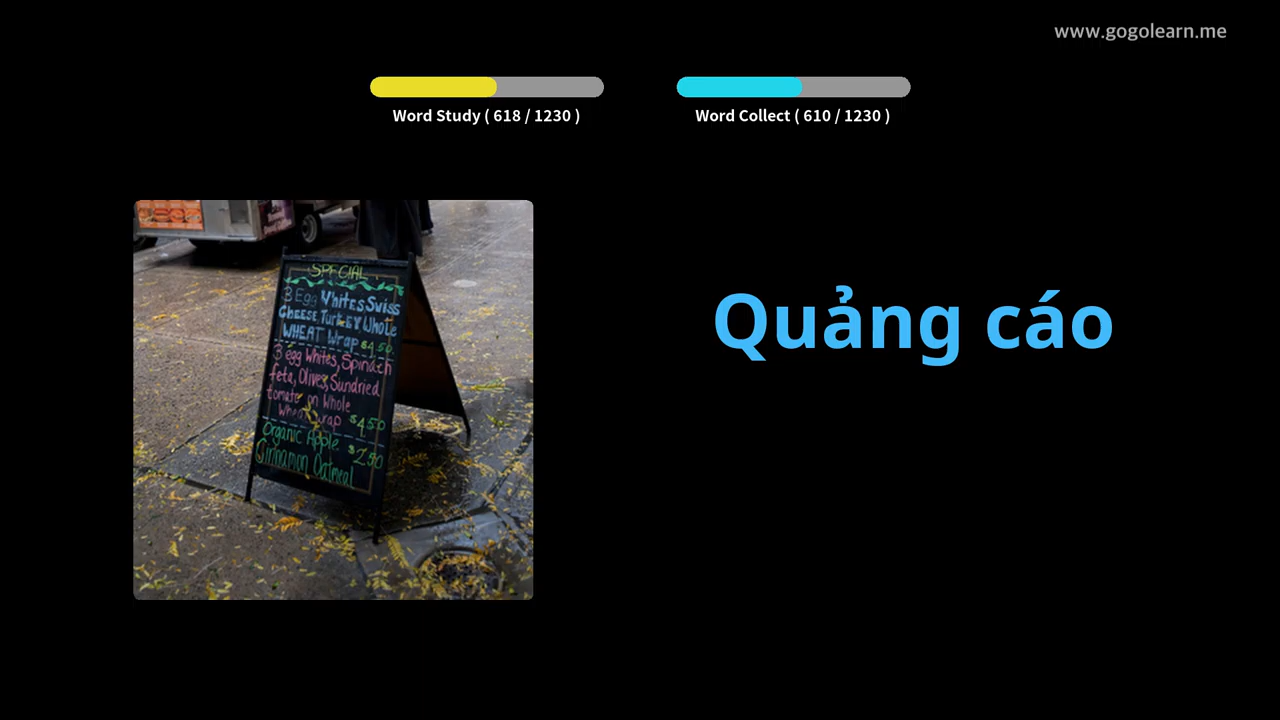 www.gogolearn.me
Word Study ( 618 / 1230 )
Word Collect ( 610 / 1230 )
SPECIAL
3 Egg Whites, Swiss
Cheese, Turkey Whole
WHEAT Wrap $4.50
3 egg Whites, Spinach
feta, Olives, Sundried
tomato on Whole
Wheat Wrap $4.50
Organic Apple
Cinnamon Oatmeal $2.50
Quảng cáo